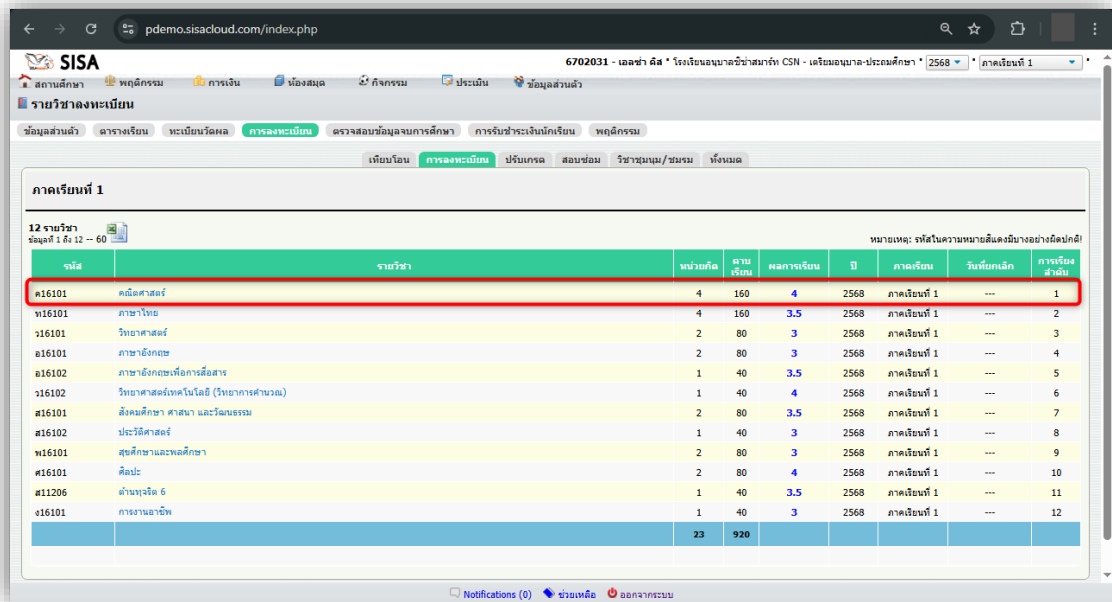 pdemo.sisacloud.com/index.php
SISA
6702031 - เอลซ่า ดิส * โรงเรียนอนุบาลชีช่าสมาร์ท CSN - เตรียมอนุบาล-ประถมศึกษา * 2568 * ภาคเรียนที่ 1 *
สถานศึกษา พฤติกรรม การเงิน ห้องสมุด กิจกรรม ประเมิน ข้อมูลส่วนตัว
รายวิชาลงทะเบียน
ข้อมูลส่วนตัว ตารางเรียน ทะเบียนวัดผล การลงทะเบียน ตรวจสอบข้อมูลจบการศึกษา การรับชำระเงินนักเรียน พฤติกรรม
เทียบโอน การลงทะเบียน ปรับเกรด สอบซ่อม วิชาชุมนุม/ชมรม ทั้งหมด
ภาคเรียนที่ 1
12 รายวิชา
ข้อมูลที่ 1 ถึง 12 -- 60
หมายเหตุ: รหัสในความหมายสีแดงมีบางอย่างผิดปกติ!
รหัส รายวิชา หน่วยกิต คาบเรียน ผลการเรียน ปี ภาคเรียน วันที่ยกเลิก การเรียงลำดับ
ค16101 คณิตศาสตร์ 4 160 4 2568 ภาคเรียนที่ 1 --- 1
ท16101 ภาษาไทย 4 160 3.5 2568 ภาคเรียนที่ 1 --- 2
ว16101 วิทยาศาสตร์ 2 80 3 2568 ภาคเรียนที่ 1 --- 3
อ16101 ภาษาอังกฤษ 2 80 3 2568 ภาคเรียนที่ 1 --- 4
อ16102 ภาษาอังกฤษเพื่อการสื่อสาร 1 40 3.5 2568 ภาคเรียนที่ 1 --- 5
ว16102 วิทยาศาสตร์เทคโนโลยี (วิทยาการคำนวณ) 1 40 4 2568 ภาคเรียนที่ 1 --- 6
ส16101 สังคมศึกษา ศาสนา และวัฒนธรรม 2 80 3.5 2568 ภาคเรียนที่ 1 --- 7
ส16102 ประวัติศาสตร์ 1 40 3 2568 ภาคเรียนที่ 1 --- 8
พ16101 สุขศึกษาและพลศึกษา 2 80 3 2568 ภาคเรียนที่ 1 --- 9
ศ16101 ศิลปะ 2 80 4 2568 ภาคเรียนที่ 1 --- 10
ส11206 ต้านทุจริต 6 1 40 3.5 2568 ภาคเรียนที่ 1 --- 11
ง16101 การงานอาชีพ 1 40 3 2568 ภาคเรียนที่ 1 --- 12
23 920
Notifications (0) ช่วยเหลือ ออกจากระบบ